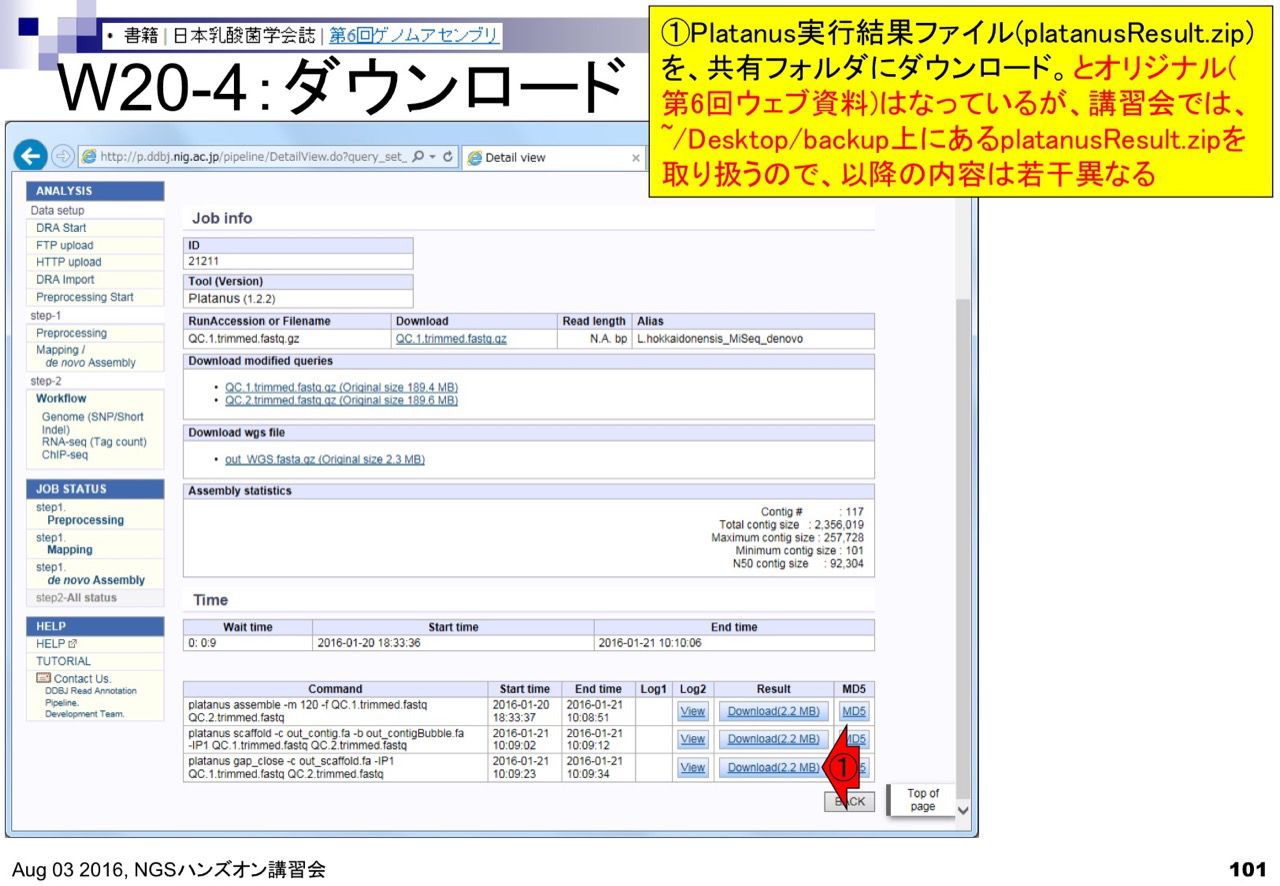 • 書籍 | 日本乳酸菌学会誌 | 第6回ゲノムアセンブリ
W20-4：ダウンロード
①Platanus実行結果ファイル(platanusResult.zip)
を、共有フォルダにダウンロード。とオリジナル(
第6回ウェブ資料)はなっているが、講習会では、
~/Desktop/backup上にあるplatanusResult.zipを
取り扱うので、以降の内容は若干異なる
http://p.ddbj.nig.ac.jp/pipeline/DetailView.do?query_set_
Detail view
ANALYSIS
Data setup
DRA Start
FTP upload
HTTP upload
DRA Import
Preprocessing Start
step-1
Preprocessing
Mapping /
de novo Assembly
step-2
Workflow
Genome (SNP/Short
Indel)
RNA-seq (Tag count)
ChIP-seq
JOB STATUS
step1.
Preprocessing
step1.
Mapping
step1.
de novo Assembly
step2-All status
HELP
HELP
TUTORIAL
Contact Us.
DDBJ Read Annotation
Pipeline.
Development Team.
Job info
ID
21211
Tool (Version)
Platanus (1.2.2)
RunAccession or Filename Download Read length Alias
QC.1.trimmed.fastq.gz QC.1.trimmed.fastq.gz N.A. bp L.hokkaidonensis_MiSeq_denovo
Download modified queries
• QC.1.trimmed.fastq.gz (Original size 189.4 MB)
• QC.2.trimmed.fastq.gz (Original size 189.6 MB)
Download wgs file
• out_WGS.fasta.gz (Original size 2.3 MB)
Assembly statistics
Contig # : 117
Total contig size : 2,356,019
Maximum contig size : 257,728
Minimum contig size : 101
N50 contig size : 92,304
Time
Wait time Start time End time
0: 0:9 2016-01-20 18:33:36 2016-01-21 10:10:06
Command Start time End time Log1 Log2 Result MD5
platanus assemble -m 120 -f QC.1.trimmed.fastq 2016-01-20 2016-01-21 View Download(2.2 MB) MD5
QC.2.trimmed.fastq 18:33:37 10:08:51
platanus scaffold -c out_contig.fa -b out_contigBubble.fa 2016-01-21 2016-01-21 View Download(2.2 MB) MD5
-IP1 QC.1.trimmed.fastq QC.2.trimmed.fastq 10:09:02 10:09:12
platanus gap_close -c out_scaffold.fa -IP1 2016-01-21 2016-01-21 View Download(2.2 MB) ①
QC.1.trimmed.fastq QC.2.trimmed.fastq 10:09:23 10:09:34
BACK
Top of
page
Aug 03 2016, NGSハンズオン講習会
101